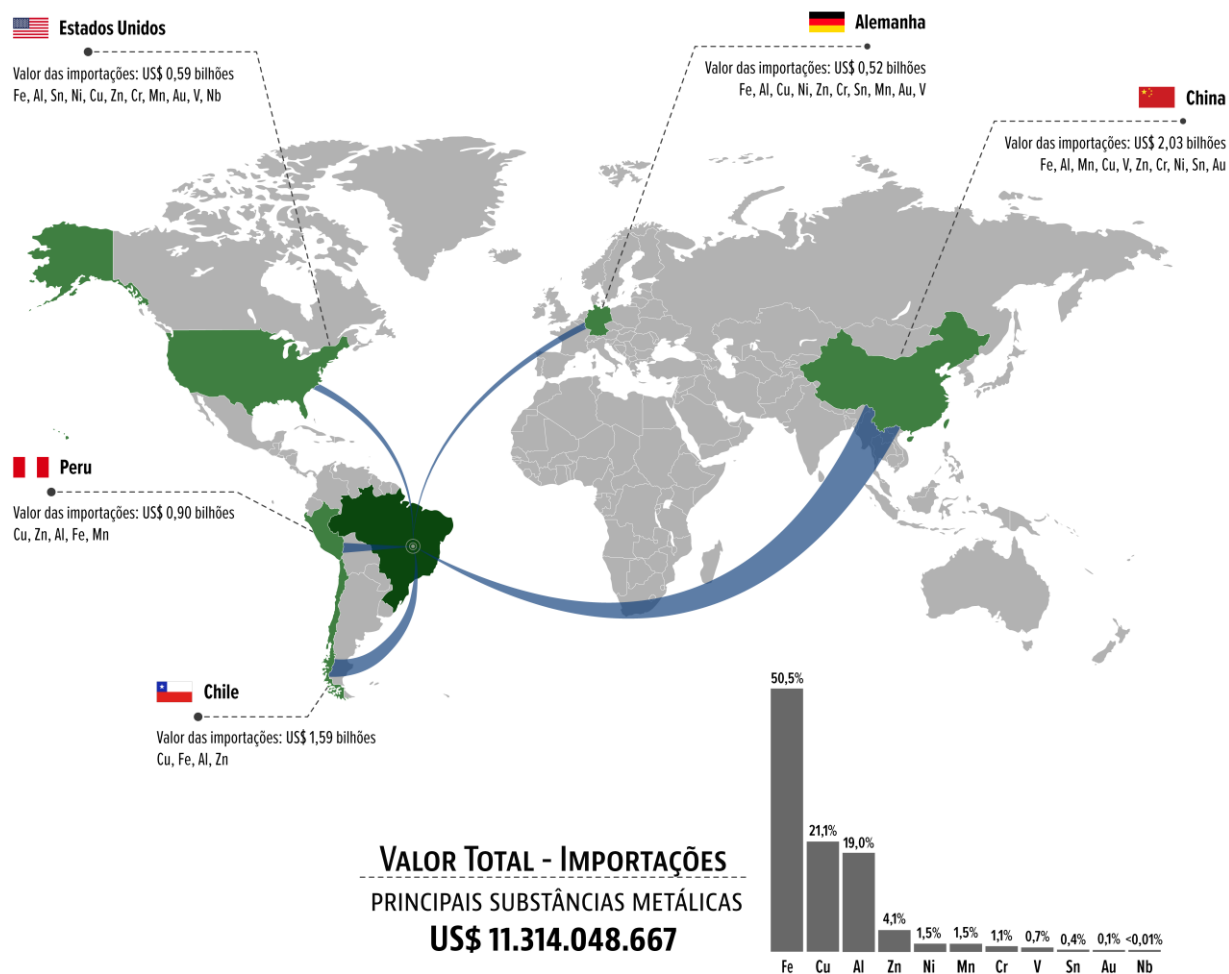 Estados Unidos
Valor das importações: US$ 0,59 bilhões
Fe, Al, Sn, Ni, Cu, Zn, Cr, Mn, Au, V, Nb
Alemanha
Valor das importações: US$ 0,52 bilhões
Fe, Al, Cu, Ni, Zn, Cr, Sn, Mn, Au, V
China
Valor das importações: US$ 2,03 bilhões
Fe, Al, Mn, Cu, V, Zn, Cr, Ni, Sn, Au
Peru
Valor das importações: US$ 0,90 bilhões
Cu, Zn, Al, Fe, Mn
Chile
Valor das importações: US$ 1,59 bilhões
Cu, Fe, Al, Zn
Valor Total - Importações
PRINCIPAIS SUBSTÂNCIAS METÁLICAS
US$ 11.314.048.667
50,5%
21,1%
19,0%
4,1%
1,5%
1,5%
1,1%
0,7%
0,4%
0,1%
<0,01%
Fe Cu Al Zn Ni Mn Cr V Sn Au Nb